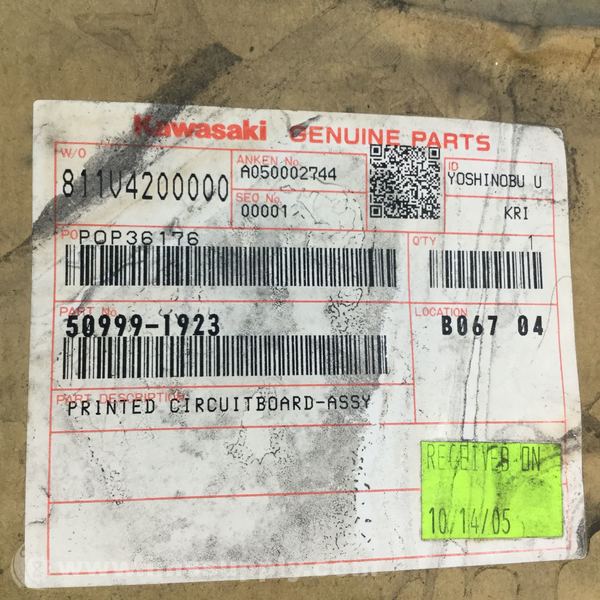 Kawasaki GENUINE PARTS
W/O
811V4200000
ANKEN No.
A050002744
SEQ No.
00001
ID
YOSHINOBU U
KRI
PO
POP36176
Q'TY
1
PART No.
50999-1923
LOCATION
B067 04
PART DESCRIPTION
PRINTED CIRCUITBOARD-ASSY
RECEIVED ON
10/14/05